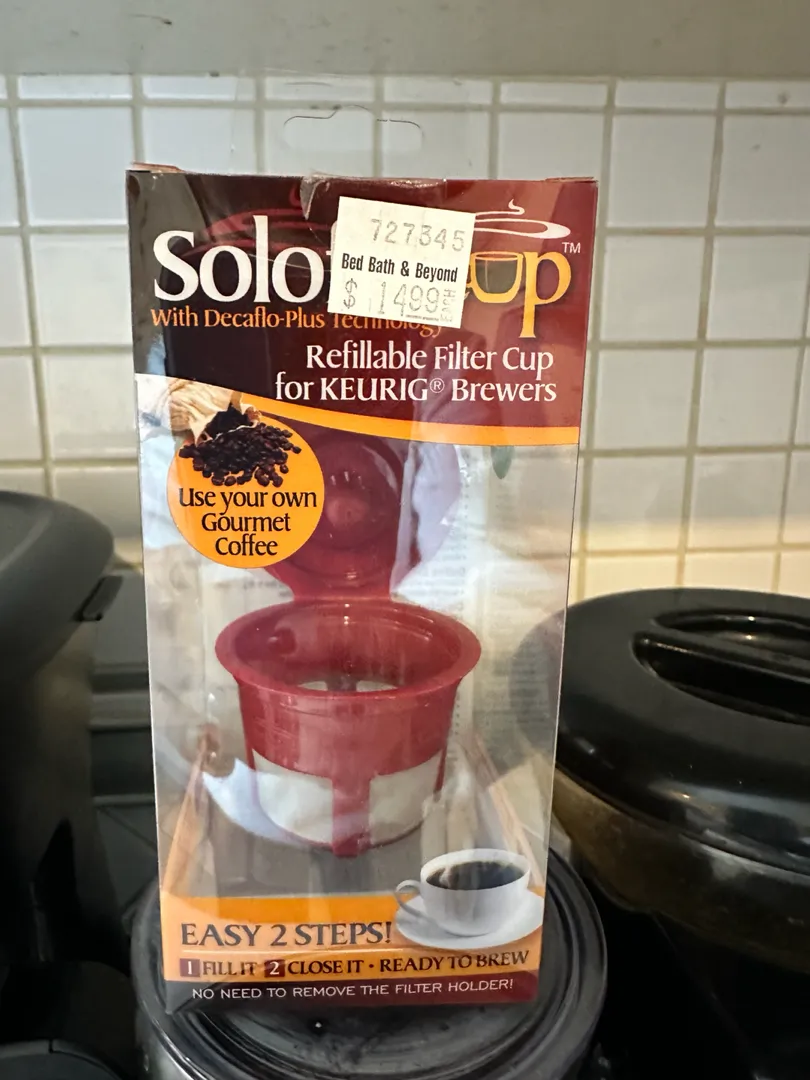 727345
Bed Bath & Beyond
$ 1499 EACH
Solo up™
With Decaflo-Plus Technology
Refillable Filter Cup
for KEURIG® Brewers
Use your own
Gourmet
Coffee
EASY 2 STEPS!
1 FILL IT 2 CLOSE IT • READY TO BREW
NO NEED TO REMOVE THE FILTER HOLDER!